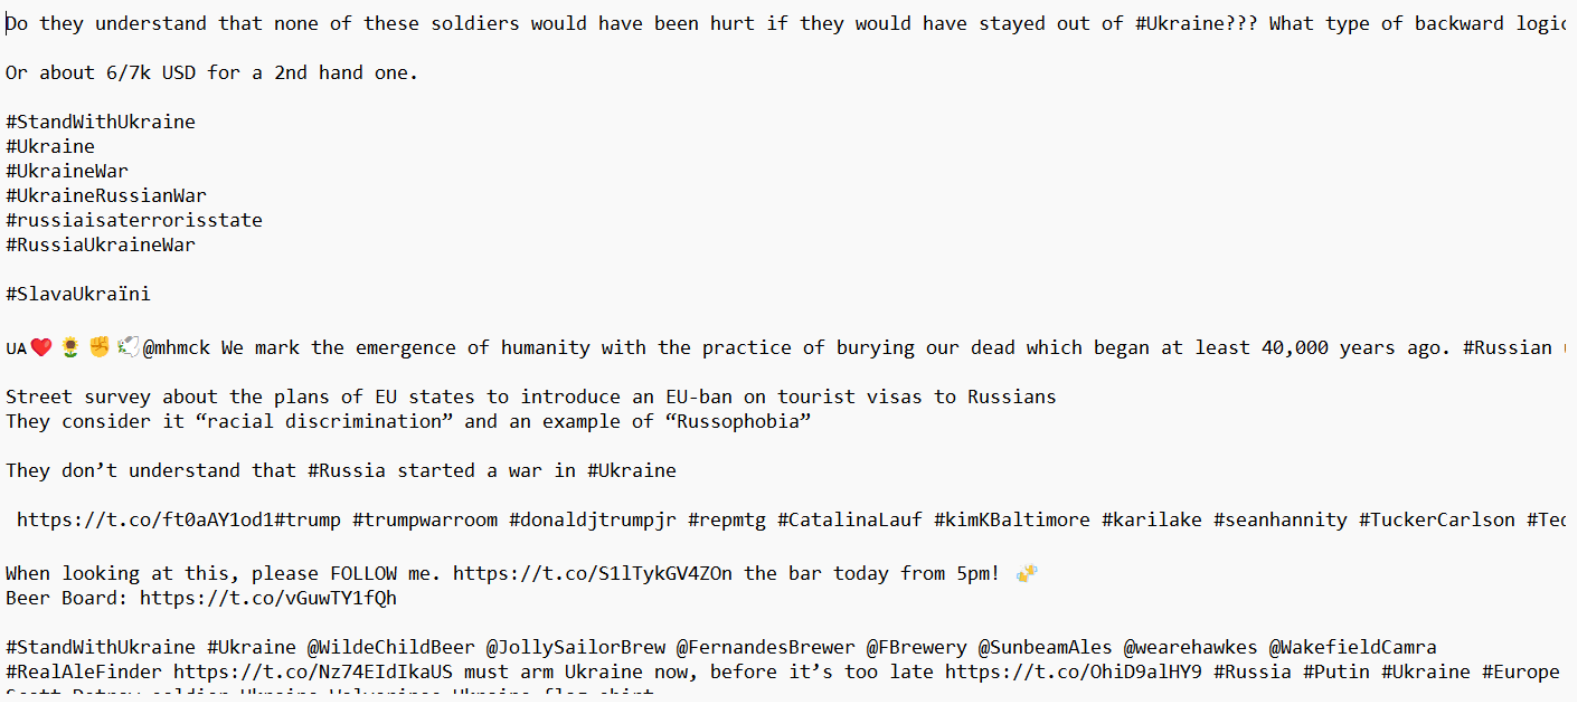 Do they understand that none of these soldiers would have been hurt if they would have stayed out of #Ukraine??? What type of backward logic
Or about 6/7k USD for a 2nd hand one.
#StandWithUkraine
#Ukraine
#UkraineWar
#UkraineRussianWar
#russiaisaterrorisstate
#RussiaUkraineWar
#SlavaUkraïni
UA❤️ 🌻 ✊ 🕊️@mhmck We mark the emergence of humanity with the practice of burying our dead which began at least 40,000 years ago. #Russian
Street survey about the plans of EU states to introduce an EU-ban on tourist visas to Russians
They consider it “racial discrimination” and an example of “Russophobia”
They don’t understand that #Russia started a war in #Ukraine
https://t.co/ft0aAY1od1#trump #trumpwarroom #donaldjtrumpjr #repmtg #CatalinaLauf #kimKBaltimore #karilake #seanhannity #TuckerCarlson #Ted
When looking at this, please FOLLOW me. https://t.co/S1lTykGV4ZOn the bar today from 5pm! 🍻
Beer Board: https://t.co/vGuwTY1fQh
#StandWithUkraine #Ukraine @WildeChildBeer @JollySailorBrew @FernandesBrewer @FBrewery @SunbeamAles @wearehawkes @WakefieldCamra
#RealAleFinder https://t.co/Nz74EIdIkaUS must arm Ukraine now, before it’s too late https://t.co/OhiD9alHY9 #Russia #Putin #Ukraine #Europe